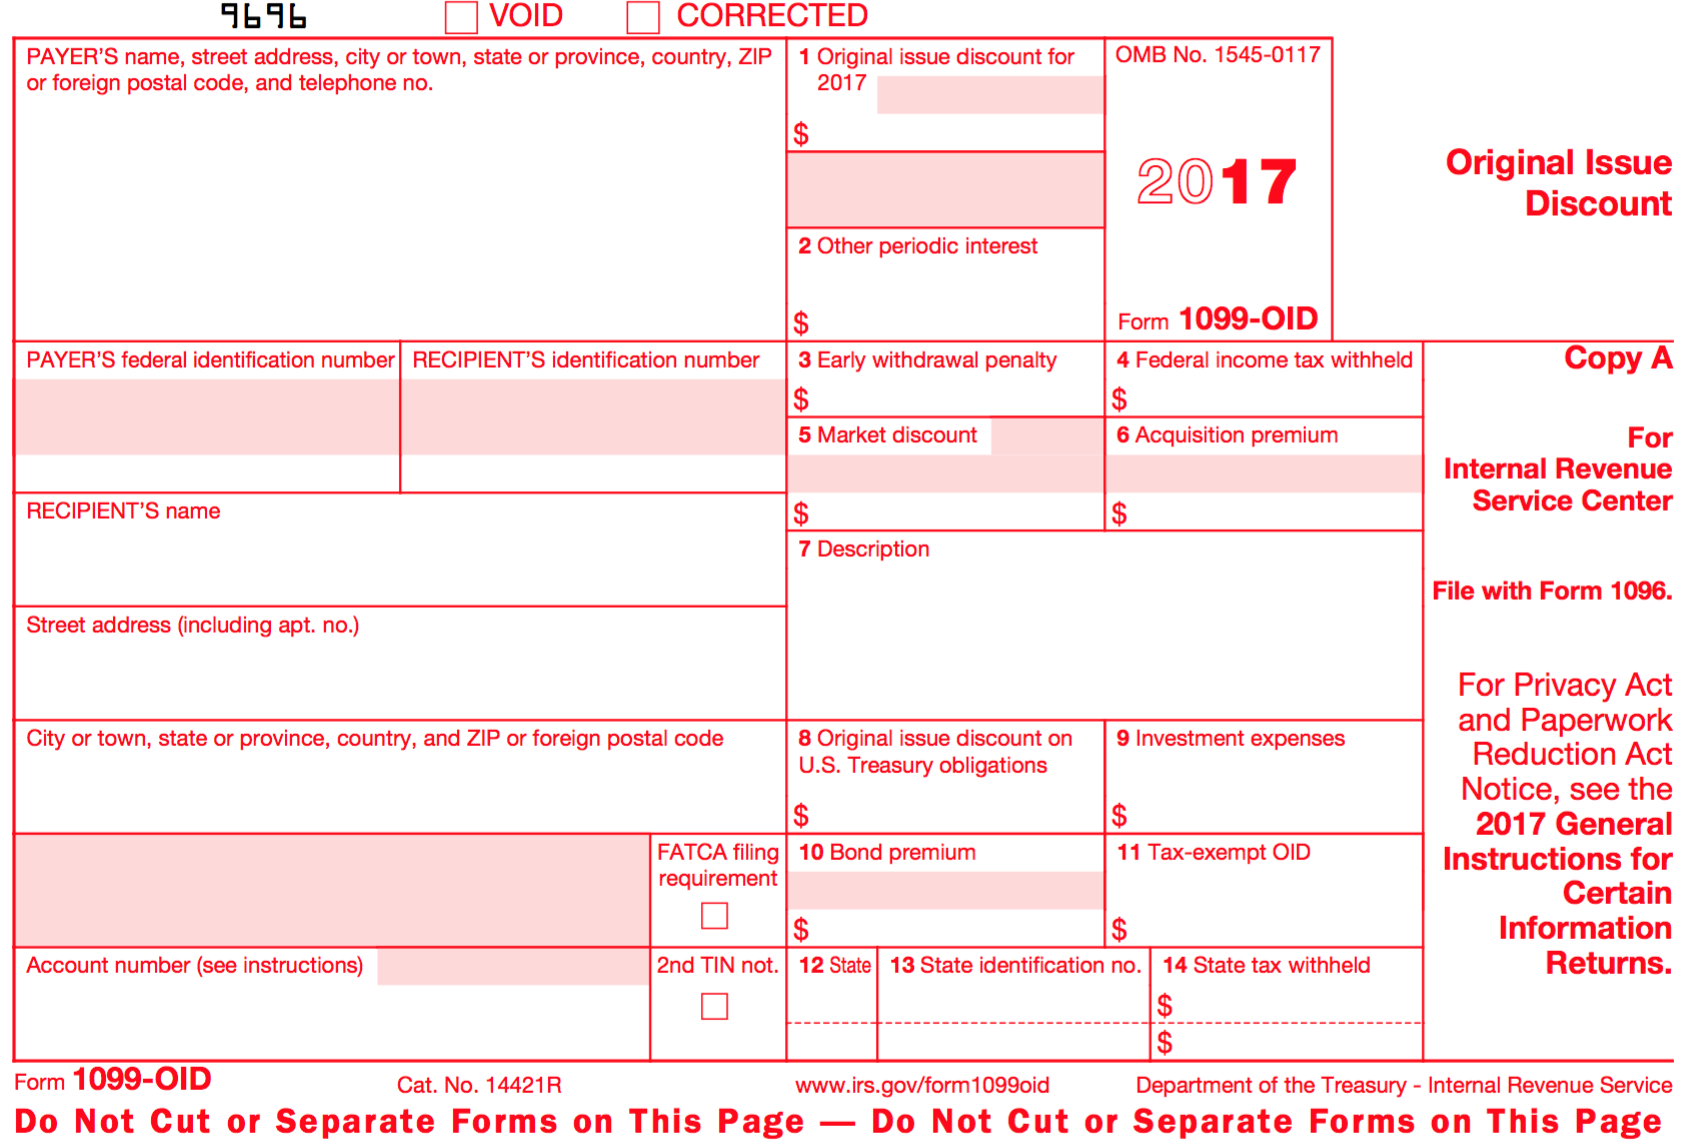 9696 VOID CORRECTED
PAYER’S name, street address, city or town, state or province, country, ZIP
or foreign postal code, and telephone no.
1 Original issue discount for
2017
$
2 Other periodic interest
$
OMB No. 1545-0117
2017
Form 1099-OID
Original Issue
Discount
PAYER’S federal identification number
RECIPIENT’S identification number
3 Early withdrawal penalty
$
4 Federal income tax withheld
$
Copy A
For
Internal Revenue
Service Center
File with Form 1096.
5 Market discount
$
6 Acquisition premium
$
RECIPIENT’S name
7 Description
Street address (including apt. no.)
For Privacy Act
and Paperwork
Reduction Act
Notice, see the
2017 General
Instructions for
Certain
Information
Returns.
City or town, state or province, country, and ZIP or foreign postal code
8 Original issue discount on
U.S. Treasury obligations
$
9 Investment expenses
$
FATCA filing
requirement
10 Bond premium
$
11 Tax-exempt OID
$
Account number (see instructions)
2nd TIN not.
12 State
13 State identification no.
14 State tax withheld
$
$
Form 1099-OID Cat. No. 14421R www.irs.gov/form1099oid Department of the Treasury - Internal Revenue Service
Do Not Cut or Separate Forms on This Page — Do Not Cut or Separate Forms on This Page